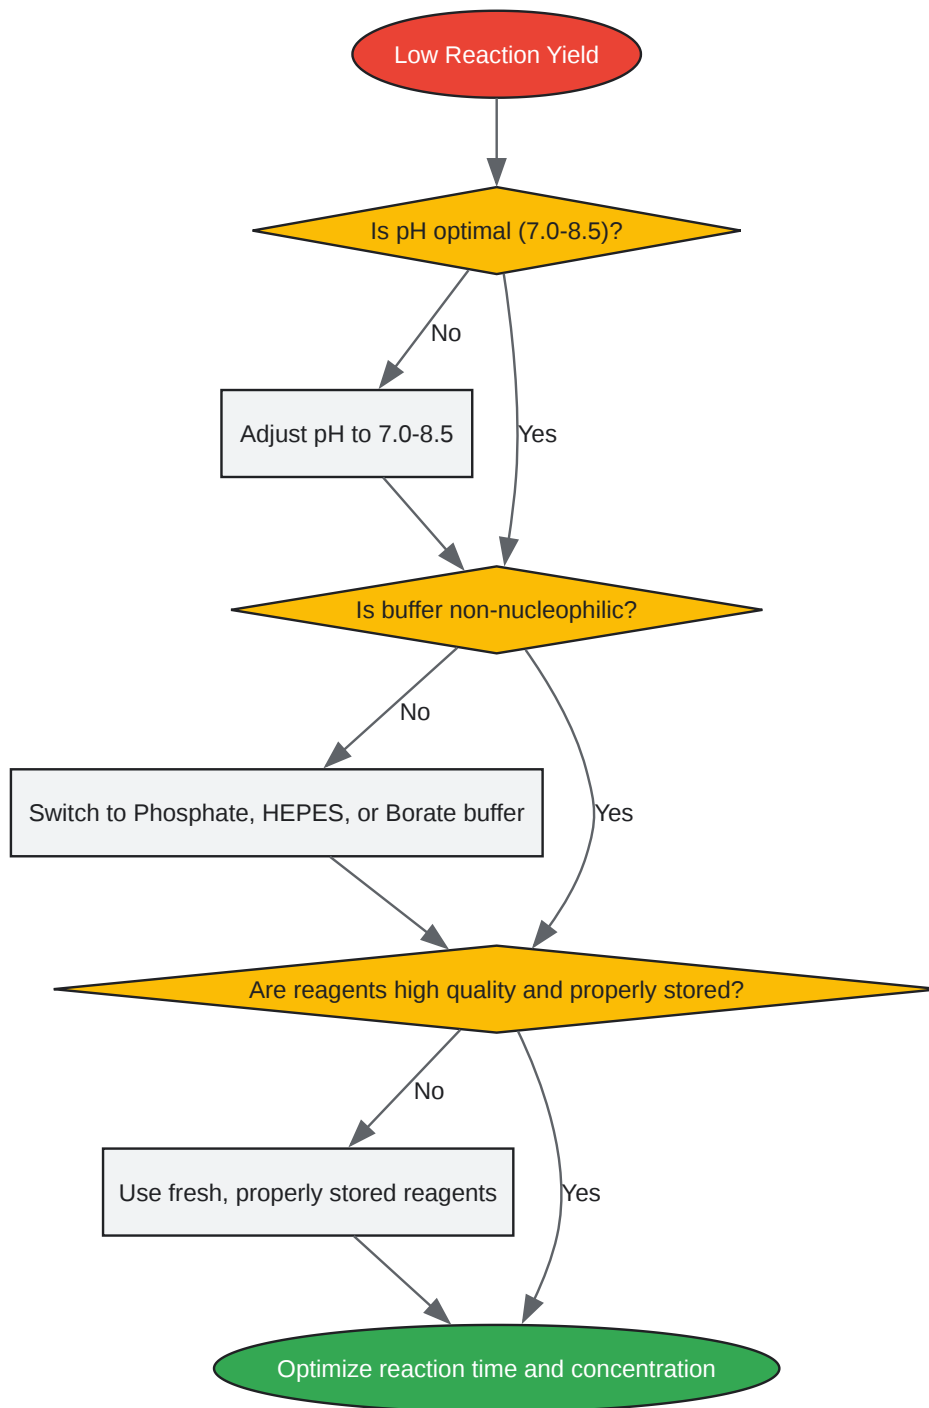 Low Reaction Yield
Is pH optimal (7.0-8.5)?
No
Adjust pH to 7.0-8.5
Yes
Is buffer non-nucleophilic?
No
Switch to Phosphate, HEPES, or Borate buffer
Yes
Are reagents high quality and properly stored?
No
Use fresh, properly stored reagents
Yes
Optimize reaction time and concentration